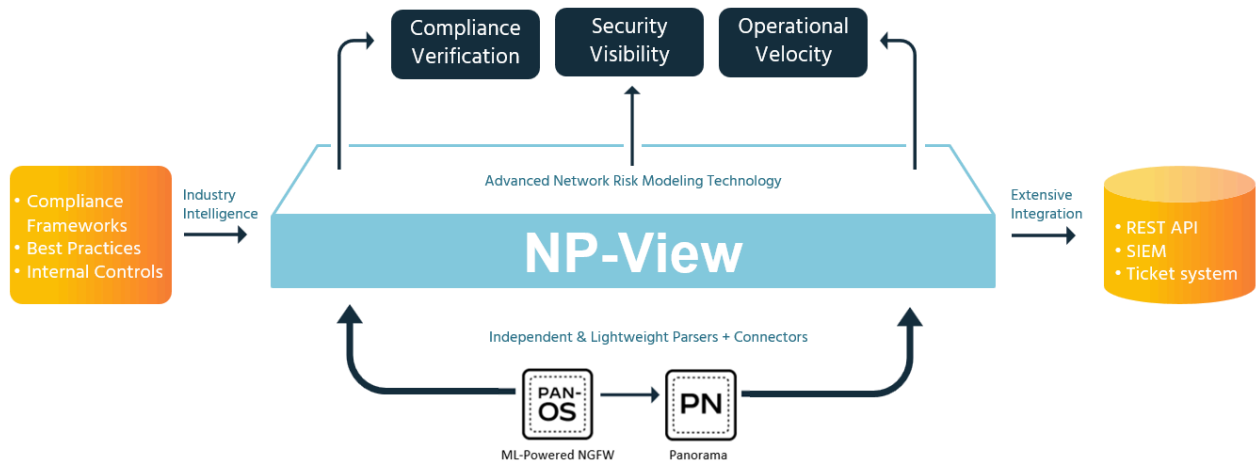 Compliance
Verification
Security
Visibility
Operational
Velocity
Advanced Network Risk Modeling Technology
• Compliance
Frameworks
• Best Practices
• Internal Controls
Industry
Intelligence
NP-View
Extensive
Integration
• REST API
• SIEM
• Ticket system
Independent & Lightweight Parsers + Connectors
PAN-
OS
PN
ML-Powered NGFW
Panorama